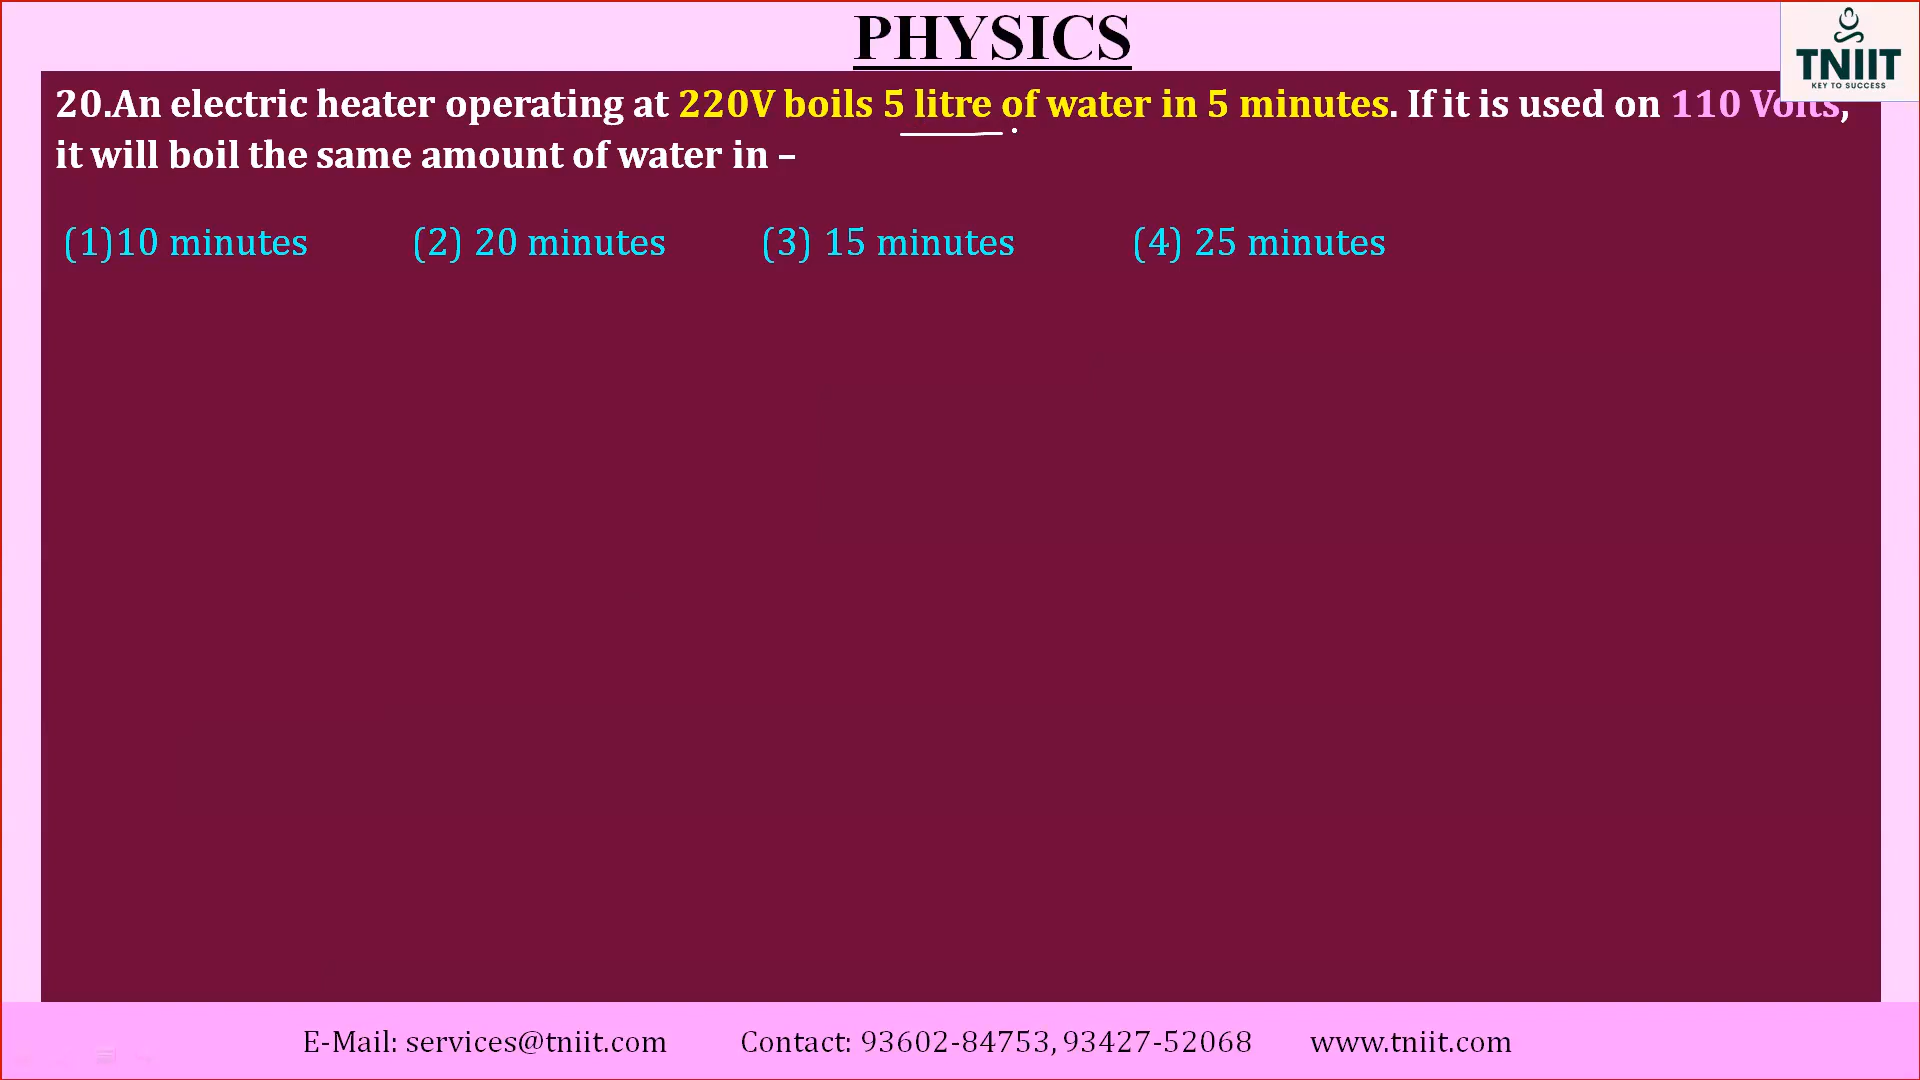 PHYSICS
TNIIT
KEY TO SUCCESS
20.An electric heater operating at 220V boils 5 litre of water in 5 minutes. If it is used on 110 Volts,
it will boil the same amount of water in –
(1)10 minutes (2) 20 minutes (3) 15 minutes (4) 25 minutes
E-Mail: services@tniit.com Contact: 93602-84753, 93427-52068 www.tniit.com